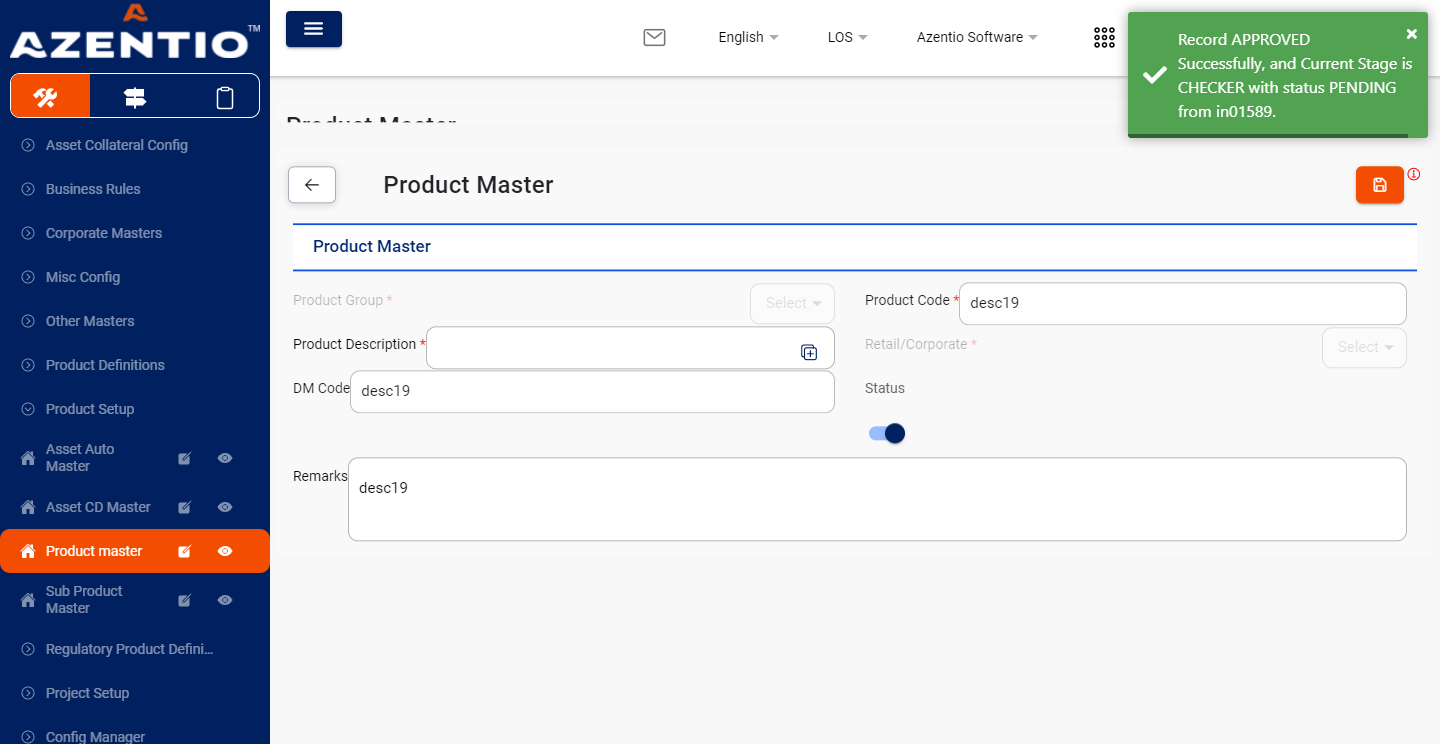 AZENTIO™
English
LOS
Azentio Software
Record APPROVED
Successfully, and Current Stage is
CHECKER with status PENDING
from in01589.
Product Master
Asset Collateral Config
Business Rules
Corporate Masters
Misc Config
Other Masters
Product Definitions
Product Setup
Asset Auto
Master
Asset CD Master
Product master
Sub Product
Master
Regulatory Product Defini...
Project Setup
Config Manager
Product Master
Product Master
Product Group *
Select
Product Code *
desc19
Product Description *
Retail/Corporate *
Select
DM Code
desc19
Status
Remarks
desc19